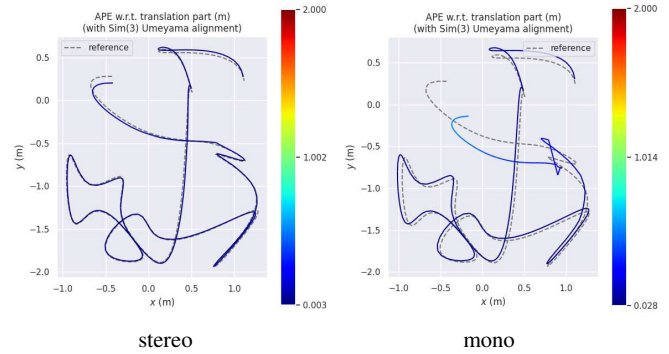 APE w.r.t. translation part (m)
(with Sim(3) Umeyama alignment)
reference
0.5
0.0
−0.5
−1.0
−1.5
−2.0
y (m)
−1.0
−0.5
0.0
0.5
1.0
x (m)
2.000
1.002
0.003
stereo
APE w.r.t. translation part (m)
(with Sim(3) Umeyama alignment)
reference
0.5
0.0
−0.5
−1.0
−1.5
−2.0
y (m)
−1.0
−0.5
0.0
0.5
1.0
x (m)
2.000
1.014
0.028
mono